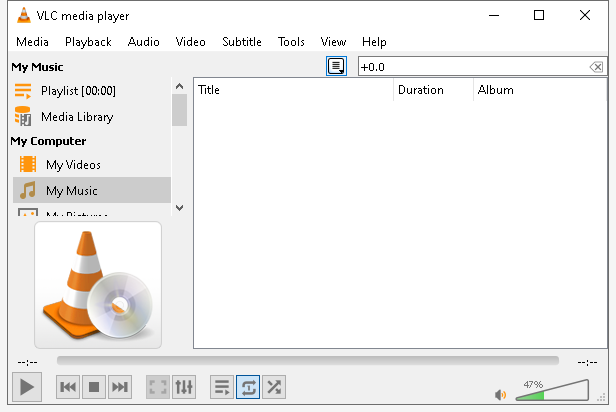 VLC media player
Media Playback Audio Video Subtitle Tools View Help
My Music
+0.0
Playlist [00:00]
Media Library
My Computer
My Videos
My Music
My Pictures
Title Duration Album
--:-- --:--
47%